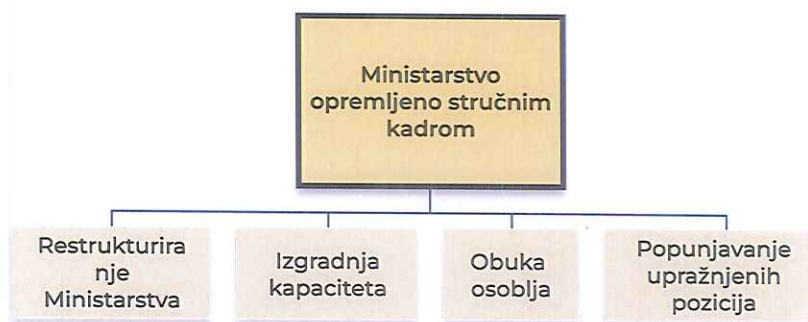 Ministarstvo
opremljeno stručnim
kadrom
Restrukturira
nje
Ministarstva
Izgradnja
kapaciteta
Obuka
osoblja
Popunjavanje
upražnjenih
pozicija